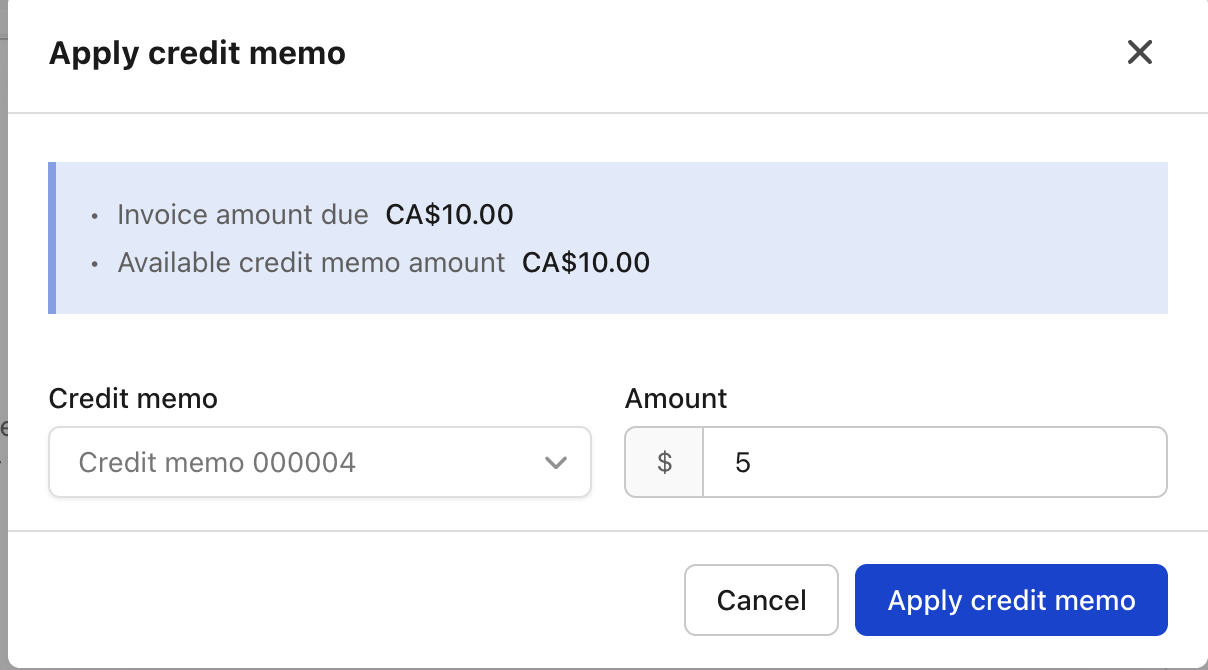 Apply credit memo
• Invoice amount due CA$10.00
• Available credit memo amount CA$10.00
Credit memo
Amount
Credit memo 000004
$ 5
Cancel
Apply credit memo